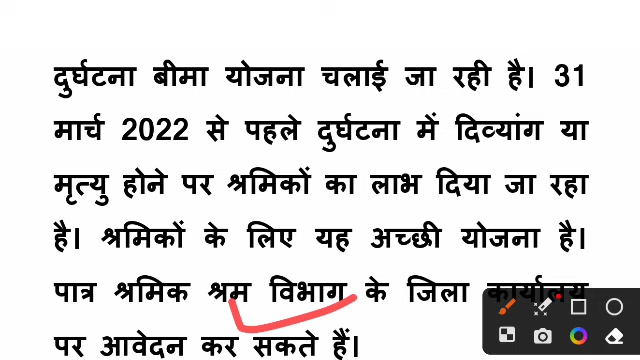 दुर्घटना बीमा योजना चलाई जा रही है। 31
मार्च 2022 से पहले दुर्घटना में दिव्यांग या
मृत्यु होने पर श्रमिकों का लाभ दिया जा रहा
है। श्रमिकों के लिए यह अच्छी योजना है।
पात्र श्रमिक श्रम विभाग के जिला कार्यालय
पर आवेदन कर सकते हैं।